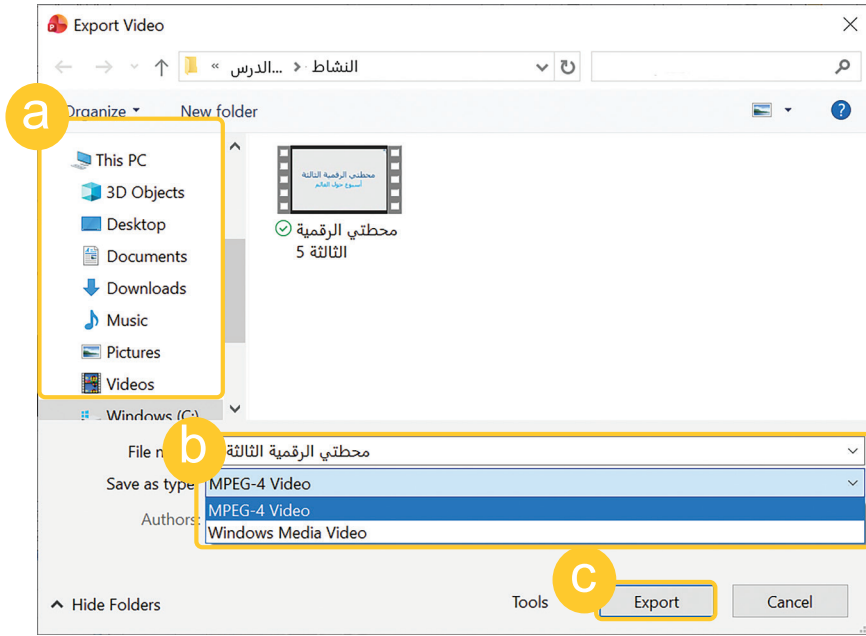 Export Video
النشاط › ...الدرس «
Organize
New folder
?
a
This PC
3D Objects
Desktop
Documents
Downloads
Music
Pictures
Videos
Windows (C:)
محطتي الرقمية الثالثة
أسبوع حول العالم
محطتي الرقمية
الثالثة 5
b
File n محطتي الرقمية الثالثة
Save as type MPEG-4 Video
MPEG-4 Video
Authors:
Windows Media Video
c
Hide Folders
Tools
Export
Cancel